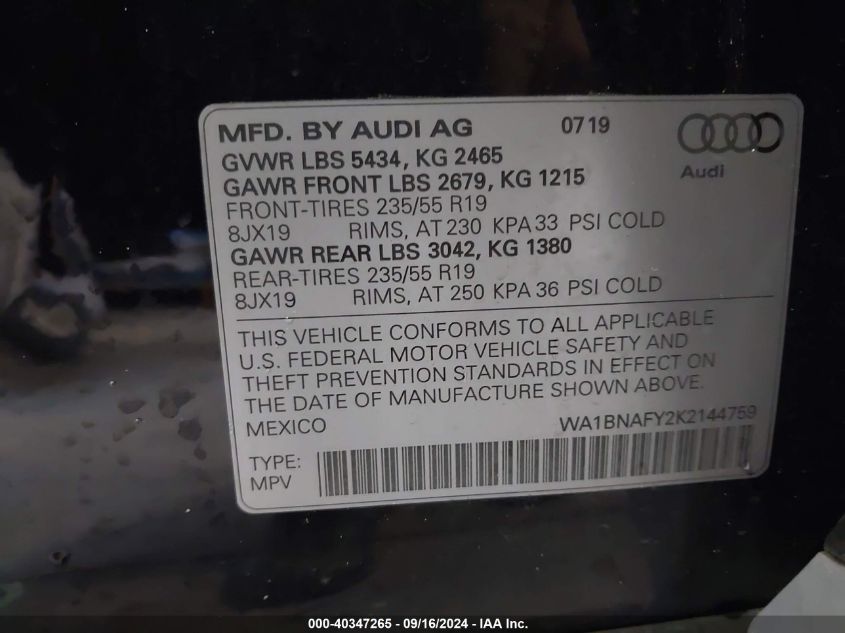 MFD. BY AUDI AG 0719
Audi
GVWR LBS 5434, KG 2465
GAWR FRONT LBS 2679, KG 1215
FRONT-TIRES 235/55 R19
8JX19 RIMS, AT 230 KPA 33 PSI COLD
GAWR REAR LBS 3042, KG 1380
REAR-TIRES 235/55 R19
8JX19 RIMS, AT 250 KPA 36 PSI COLD
THIS VEHICLE CONFORMS TO ALL APPLICABLE
U.S. FEDERAL MOTOR VEHICLE SAFETY AND
THEFT PREVENTION STANDARDS IN EFFECT ON
THE DATE OF MANUFACTURE SHOWN ABOVE.
MEXICO WA1BNAFY2K2144759
TYPE:
MPV
000-40347265 - 09/16/2024 - IAA Inc.